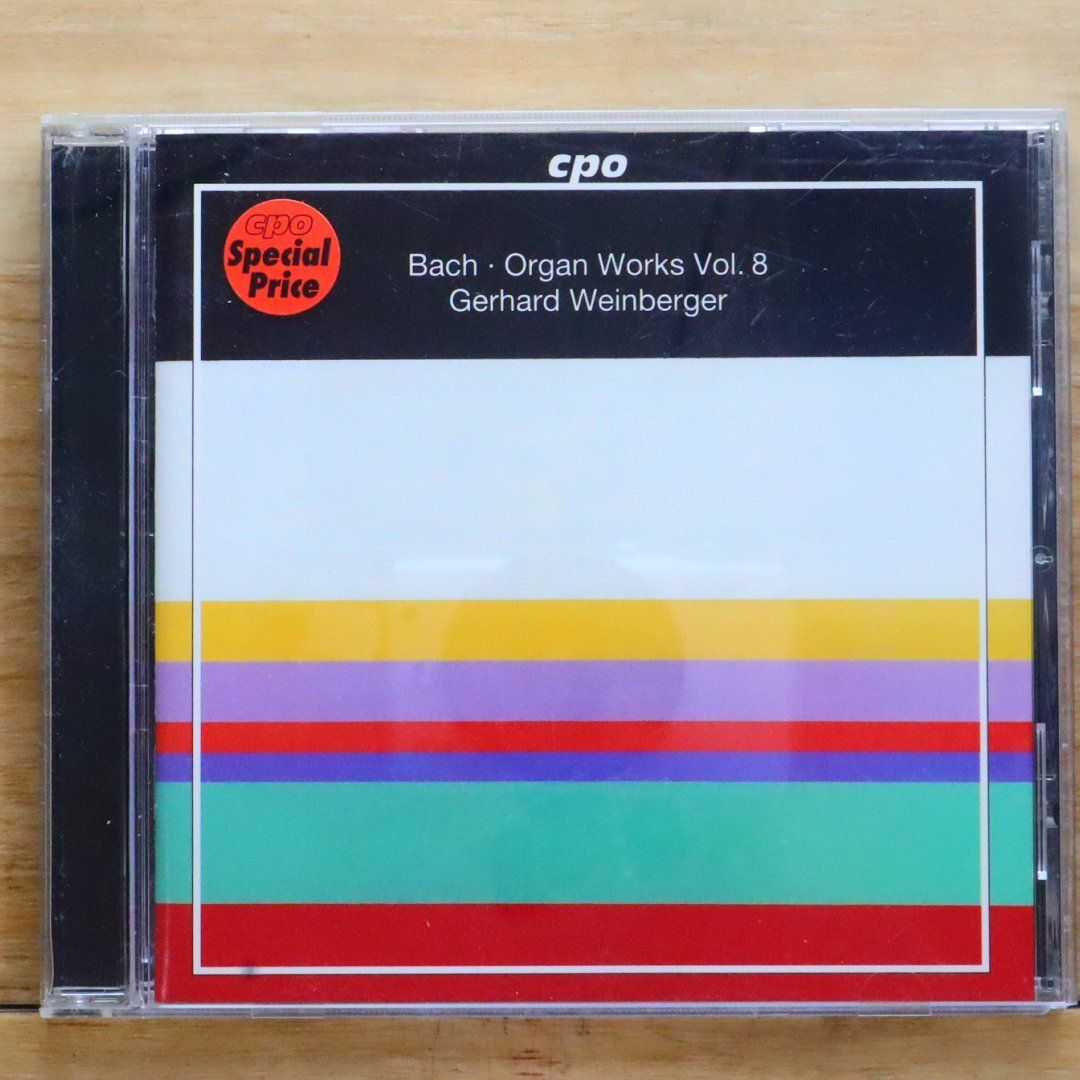 cpo
cpo
Special
Price
Bach · Organ Works Vol. 8
Gerhard Weinberger